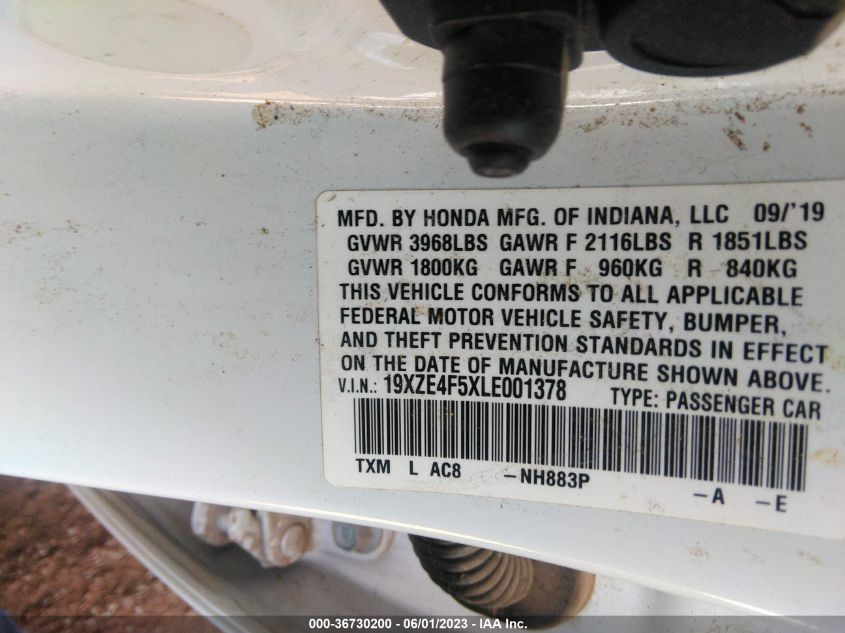 MFD. BY HONDA MFG. OF INDIANA, LLC 09/'19
GVWR 3968LBS GAWR F 2116LBS R 1851LBS
GVWR 1800KG GAWR F 960KG R 840KG
THIS VEHICLE CONFORMS TO ALL APPLICABLE
FEDERAL MOTOR VEHICLE SAFETY, BUMPER,
AND THEFT PREVENTION STANDARDS IN EFFECT
ON THE DATE OF MANUFACTURE SHOWN ABOVE.
V.I.N.: 19XZE4F5XLE001378 TYPE: PASSENGER CAR
TXM L AC8 -NH883P -A -E
000-36730200 - 06/01/2023 - IAA Inc.